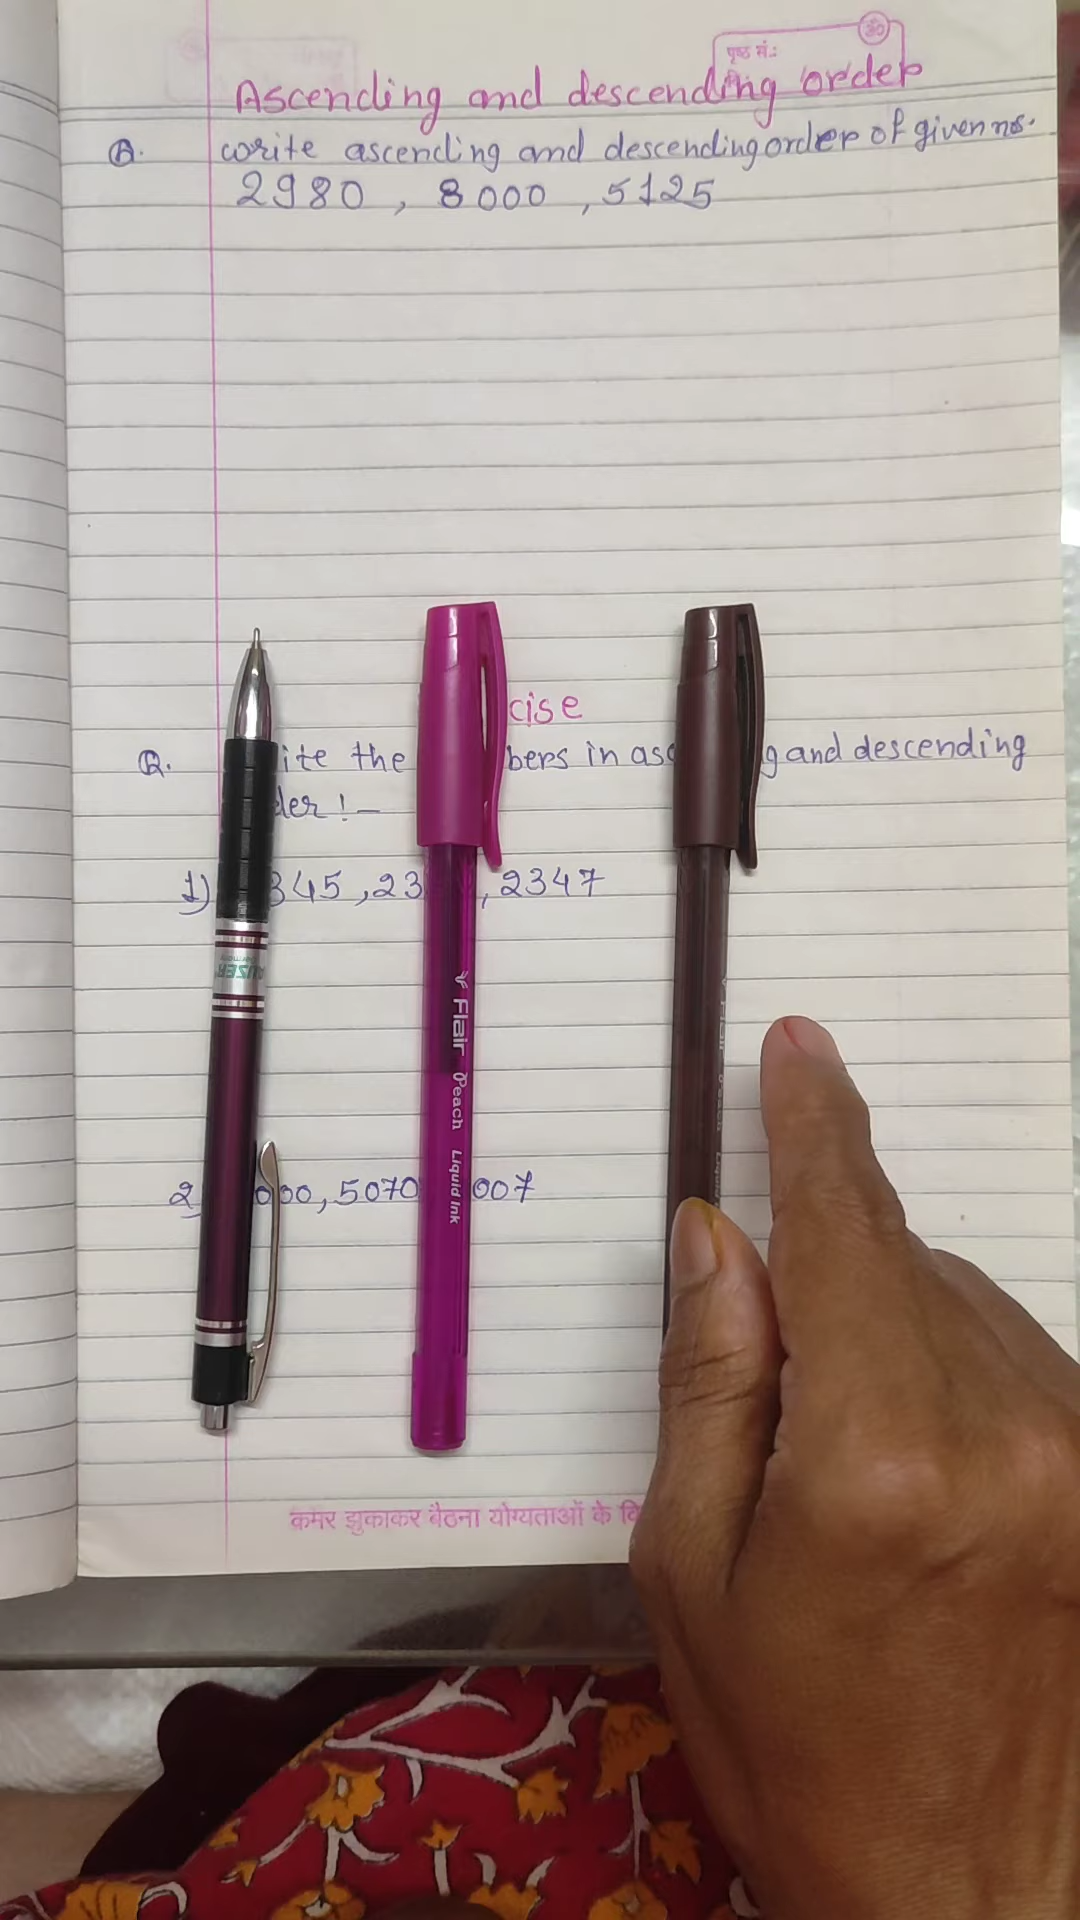 पृष्ठ सं.:
Ascending and descending order
Q. write ascending and descending order of given no's.
2980, 8000, 5125
cise
Q. ite the bers in asc g and descending
der :-
1) 345, 23 , 2347
2 000, 5070 007
Flair Peach Liquid Ink
कमर झुकाकर बैठना योग्यताओं के